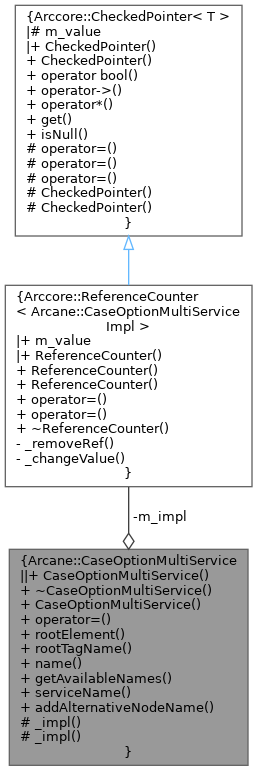 {Arccore::CheckedPointer< T >
|# m_value
|+ CheckedPointer()
+ CheckedPointer()
+ operator bool()
+ operator->()
+ operator*()
+ get()
+ isNull()
# operator=()
# operator=()
# operator=()
# CheckedPointer()
# CheckedPointer()
}
{Arccore::ReferenceCounter
< Arcane::CaseOptionMultiService
Impl >
|+ m_value
|+ ReferenceCounter()
+ ReferenceCounter()
+ ReferenceCounter()
+ operator=()
+ operator=()
+ ~ReferenceCounter()
- _removeRef()
- _changeValue()
}
-m_impl
{Arcane::CaseOptionMultiService
||+ CaseOptionMultiService()
+ ~CaseOptionMultiService()
+ CaseOptionMultiService()
+ operator=()
+ rootElement()
+ rootTagName()
+ name()
+ getAvailableNames()
+ serviceName()
+ addAlternativeNodeName()
# _impl()
# _impl()
}